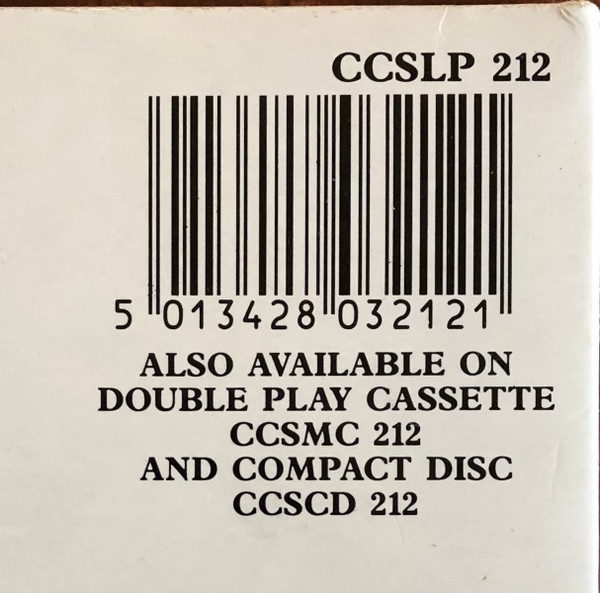 CCSLP 212
5 013428 032121
ALSO AVAILABLE ON
DOUBLE PLAY CASSETTE
CCSMC 212
AND COMPACT DISC
CCSCD 212